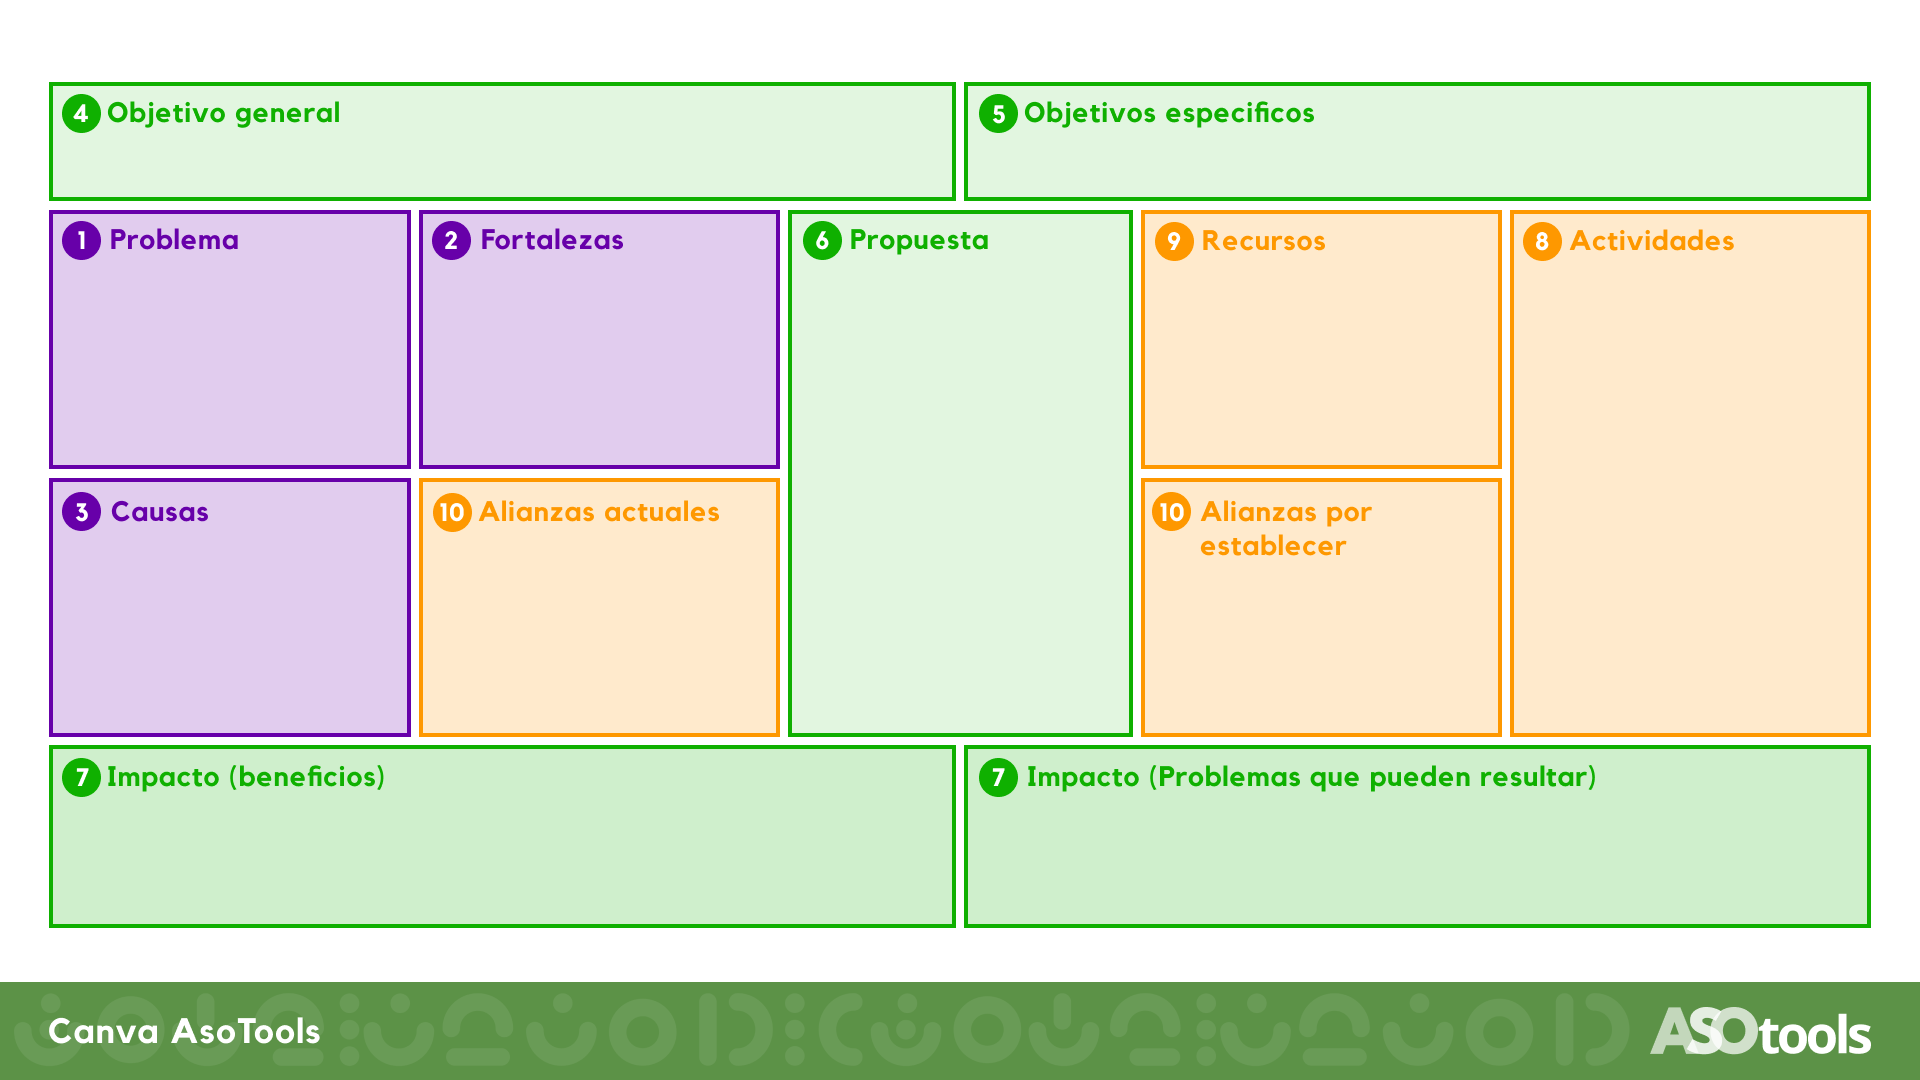 4 Objetivo general
5 Objetivos especificos
1 Problema
2 Fortalezas
6 Propuesta
9 Recursos
8 Actividades
3 Causas
10 Alianzas actuales
10 Alianzas por
establecer
7 Impacto (beneficios)
7 Impacto (Problemas que pueden resultar)
Canva AsoTools
ASOtools